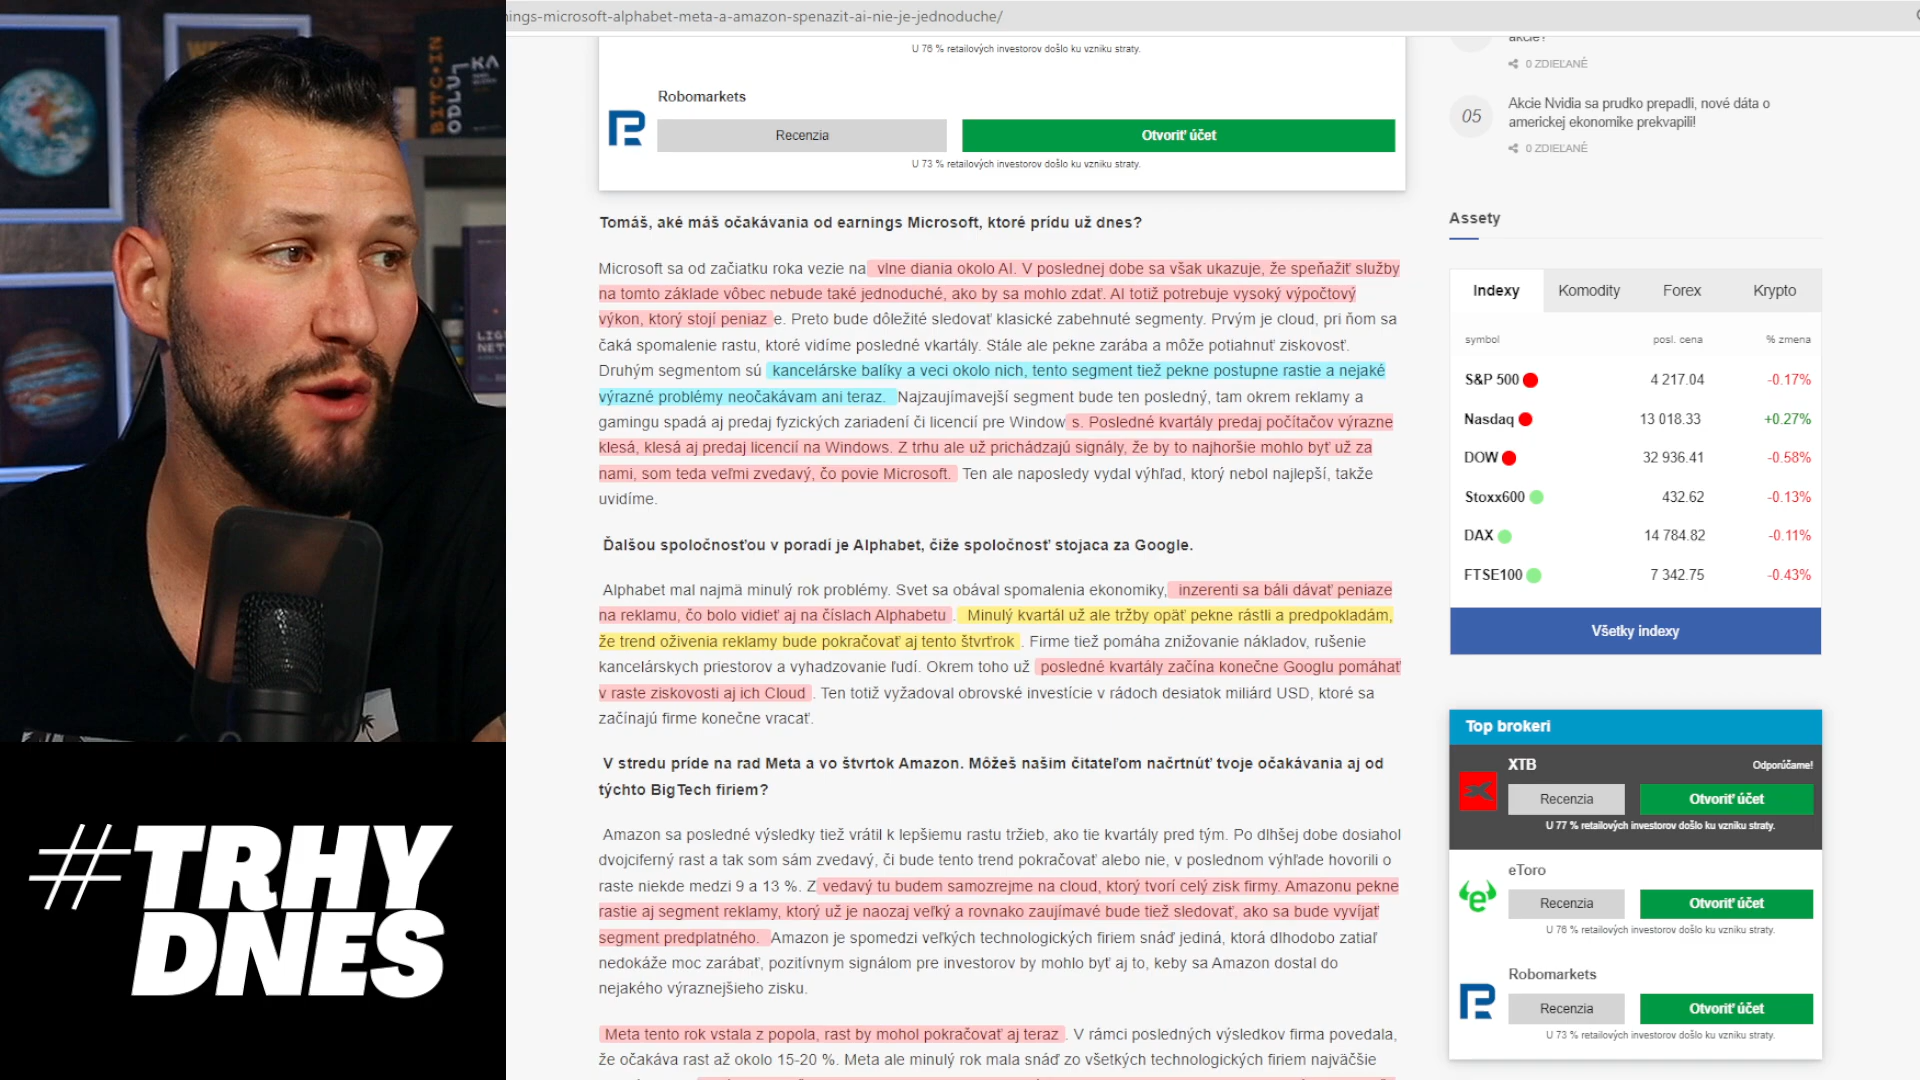 BITCOIN
ODLUKA
#TRHY
DNES
ings-microsoft-alphabet-meta-a-amazon-spenazit-ai-nie-je-jednoduche/
U 76 % retailových investorov došlo ku vzniku straty.
Robomarkets
Recenzia
Otvoriť účet
U 73 % retailových investorov došlo ku vzniku straty.
Tomáš, aké máš očakávania od earnings Microsoft, ktoré prídu už dnes?
Microsoft sa od začiatku roka vezie na vlne diania okolo AI. V poslednej dobe sa však ukazuje, že speňažiť služby
na tomto základe vôbec nebude také jednoduché, ako by sa mohlo zdať. AI totiž potrebuje vysoký výpočtový
výkon, ktorý stojí peniaze. Preto bude dôležité sledovať klasické zabehnuté segmenty. Prvým je cloud, pri ňom sa
čaká spomalenie rastu, ktoré vidíme posledné vkartály. Stále ale pekne zarába a môže potiahnuť ziskovosť.
Druhým segmentom sú kancelárske balíky a veci okolo nich, tento segment tiež pekne postupne rastie a nejaké
výrazné problémy neočakávam ani teraz. Najzaujímavejší segment bude ten posledný, tam okrem reklamy a
gamingu spadá aj predaj fyzických zariadení či licencií pre Windows. Posledné kvartály predaj počítačov výrazne
klesá, klesá aj predaj licencií na Windows. Z trhu ale už prichádzajú signály, že by to najhoršie mohlo byť už za
nami, som teda veľmi zvedavý, čo povie Microsoft. Ten ale naposledy vydal výhľad, ktorý nebol najlepší, takže
uvidíme.
Ďalšou spoločnosťou v poradí je Alphabet, čiže spoločnosť stojaca za Google.
Alphabet mal najmä minulý rok problémy. Svet sa obával spomalenia ekonomiky, inzerenti sa báli dávať peniaze
na reklamu, čo bolo vidieť aj na číslach Alphabetu. Minulý kvartál už ale tržby opäť pekne rástli a predpokladám,
že trend oživenia reklamy bude pokračovať aj tento štvrťrok. Firme tiež pomáha znižovanie nákladov, rušenie
kancelárskych priestorov a vyhadzovanie ľudí. Okrem toho už posledné kvartály začína konečne Googlu pomáhať
v raste ziskovosti aj ich Cloud. Ten totiž vyžadoval obrovské investície v rádoch desiatok miliárd USD, ktoré sa
začínajú firme konečne vracať.
V stredu príde na rad Meta a vo štvrtok Amazon. Môžeš našim čitateľom načrtnúť tvoje očakávania aj od
týchto BigTech firiem?
Amazon sa posledné výsledky tiež vrátil k lepšiemu rastu tržieb, ako tie kvartály pred tým. Po dlhšej dobe dosiahol
dvojciferný rast a tak som sám zvedavý, či bude tento trend pokračovať alebo nie, v poslednom výhľade hovorili o
raste niekde medzi 9 a 13 %. Zvedavý tu budem samozrejme na cloud, ktorý tvorí celý zisk firmy. Amazonu pekne
rastie aj segment reklamy, ktorý už je naozaj veľký a rovnako zaujímavé bude tiež sledovať, ako sa bude vyvíjať
segment predplatného. Amazon je spomedzi veľkých technologických firiem snáď jediná, ktorá dlhodobo zatiaľ
nedokáže moc zarábať, pozitívnym signálom pre investorov by mohlo byť aj to, keby sa Amazon dostal do
nejakého výraznejšieho zisku.
Meta tento rok vstala z popola, rast by mohol pokračovať aj teraz. V rámci posledných výsledkov firma povedala,
že očakáva rast až okolo 15-20 %. Meta ale minulý rok mala snáď zo všetkých technologických firiem najväčšie
akcie?
0 ZDIEĽANÉ
05
Akcie Nvidia sa prudko prepadli, nové dáta o
americkej ekonomike prekvapili!
0 ZDIEĽANÉ
Assety
Indexy Komodity Forex Krypto
symbol posl. cena % zmena
S&P 500 4 217.04 -0.17%
Nasdaq 13 018.33 +0.27%
DOW 32 936.41 -0.58%
Stoxx600 432.62 -0.13%
DAX 14 784.82 -0.11%
FTSE100 7 342.75 -0.43%
Všetky indexy
Top brokeri
XTB Odporúčame!
Recenzia Otvoriť účet
U 77 % retailových investorov došlo ku vzniku straty.
eToro
Recenzia Otvoriť účet
U 76 % retailových investorov došlo ku vzniku straty.
Robomarkets
Recenzia Otvoriť účet
U 73 % retailových investorov došlo ku vzniku straty.